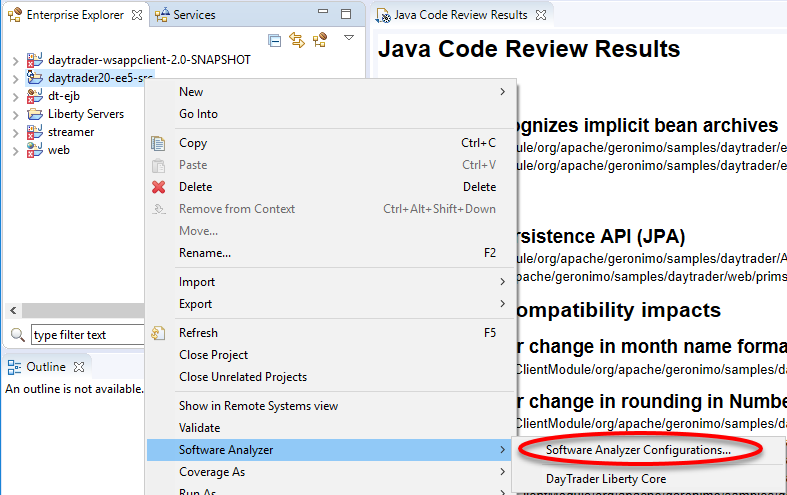 Enterprise Explorer
Services
daytrader-wsappclient-2.0-SNAPSHOT
daytrader20-ee5-src
dt-ejb
Liberty Servers
streamer
web
type filter text
Outline
An outline is not available.
Java Code Review Results
Java Code Review Results
ognizes implicit bean archives
dule/org/apache/geronimo/samples/daytrader/e
dule/org/apache/geronimo/samples/daytrader/e
rsistence API (JPA)
dule/org/apache/geronimo/samples/daytrader/A
pache/geronimo/samples/daytrader/web/prims
ompatibility impacts
r change in month name forma
ClientModule/org/apache/geronimo/samples/da
r change in rounding in Numbe
ClientModule/org/apache/geronimo/samples/da
New
Go Into
Copy Ctrl+C
Paste Ctrl+V
Delete Delete
Remove from Context Ctrl+Alt+Shift+Down
Move...
Rename... F2
Import
Export
Refresh F5
Close Project
Close Unrelated Projects
Show in Remote Systems view
Validate
Software Analyzer
Coverage As
Run As
Software Analyzer Configurations...
DayTrader Liberty Core